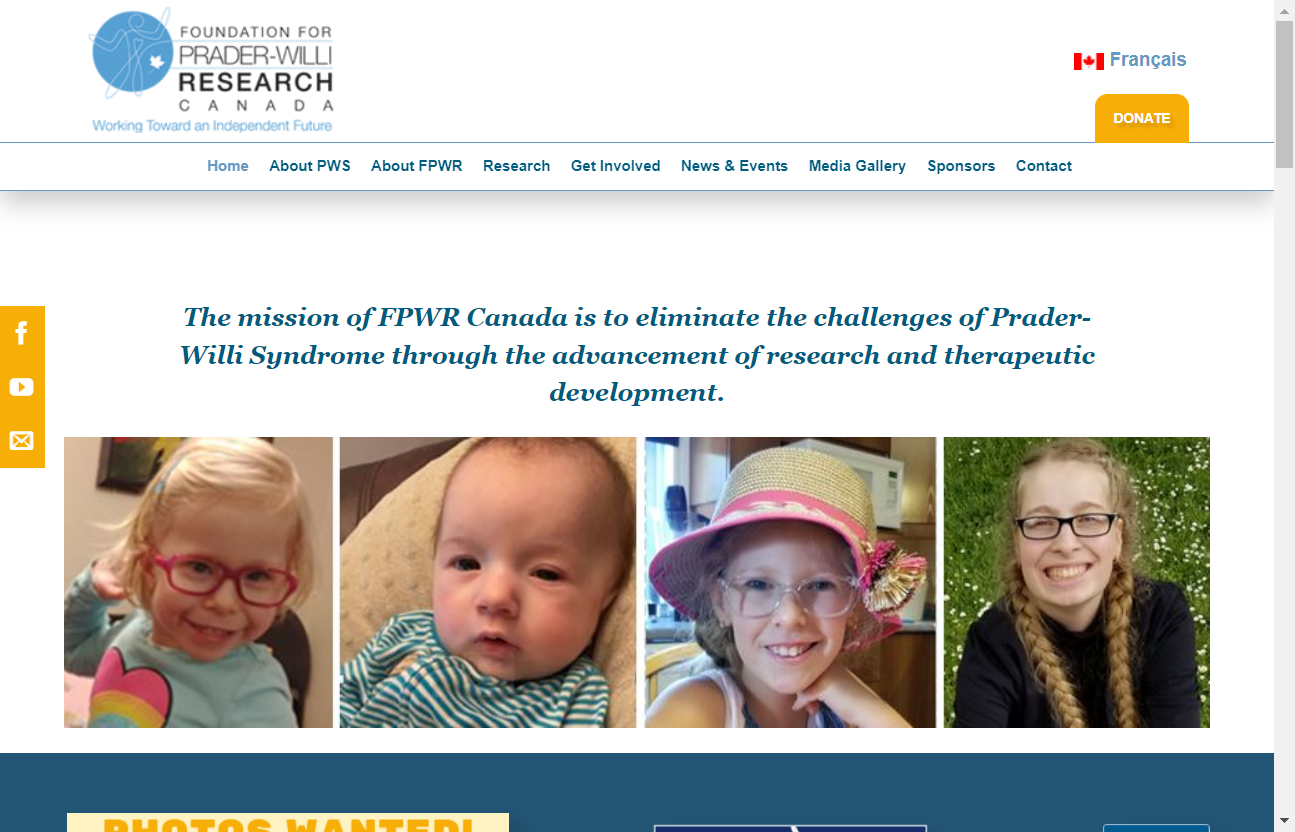 FOUNDATION FOR
PRADER-WILLI
RESEARCH
CANADA
Working Toward an Independent Future
Français
DONATE
Home About PWS About FPWR Research Get Involved News & Events Media Gallery Sponsors Contact
The mission of FPWR Canada is to eliminate the challenges of Prader-
Willi Syndrome through the advancement of research and therapeutic
development.
PHOTOS WANTED!